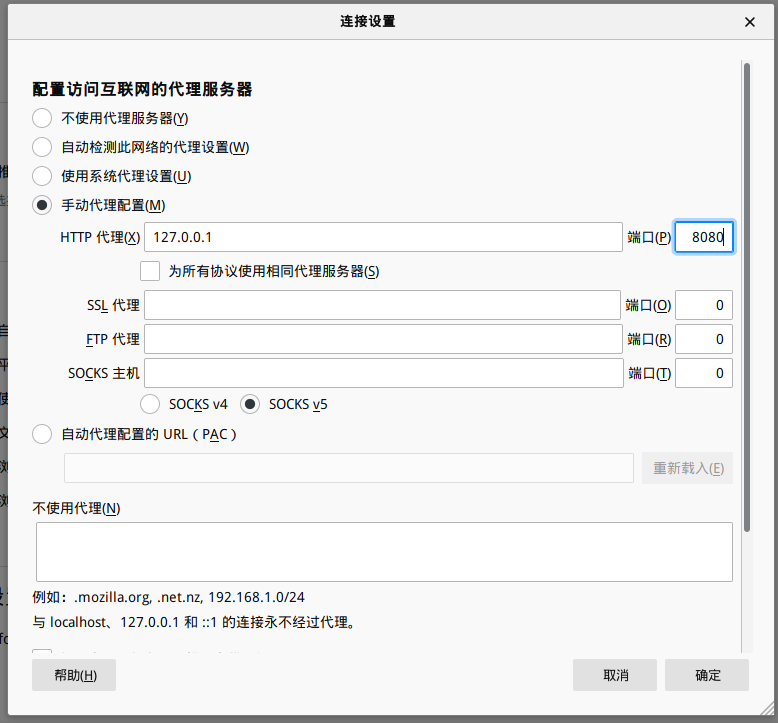 连接设置
配置访问互联网的代理服务器
不使用代理服务器(Y)
自动检测此网络的代理设置(W)
使用系统代理设置(U)
手动代理配置(M)
HTTP 代理(X) 127.0.0.1 端口(P) 8080
为所有协议使用相同代理服务器(S)
SSL 代理 端口(O) 0
FTP 代理 端口(R) 0
SOCKS 主机 端口(T) 0
SOCKS v4 SOCKS v5
自动代理配置的 URL（PAC）
重新载入(E)
不使用代理(N)
例如：.mozilla.org, .net.nz, 192.168.1.0/24
与 localhost、127.0.0.1 和 ::1 的连接永不经过代理。
帮助(H) 取消 确定